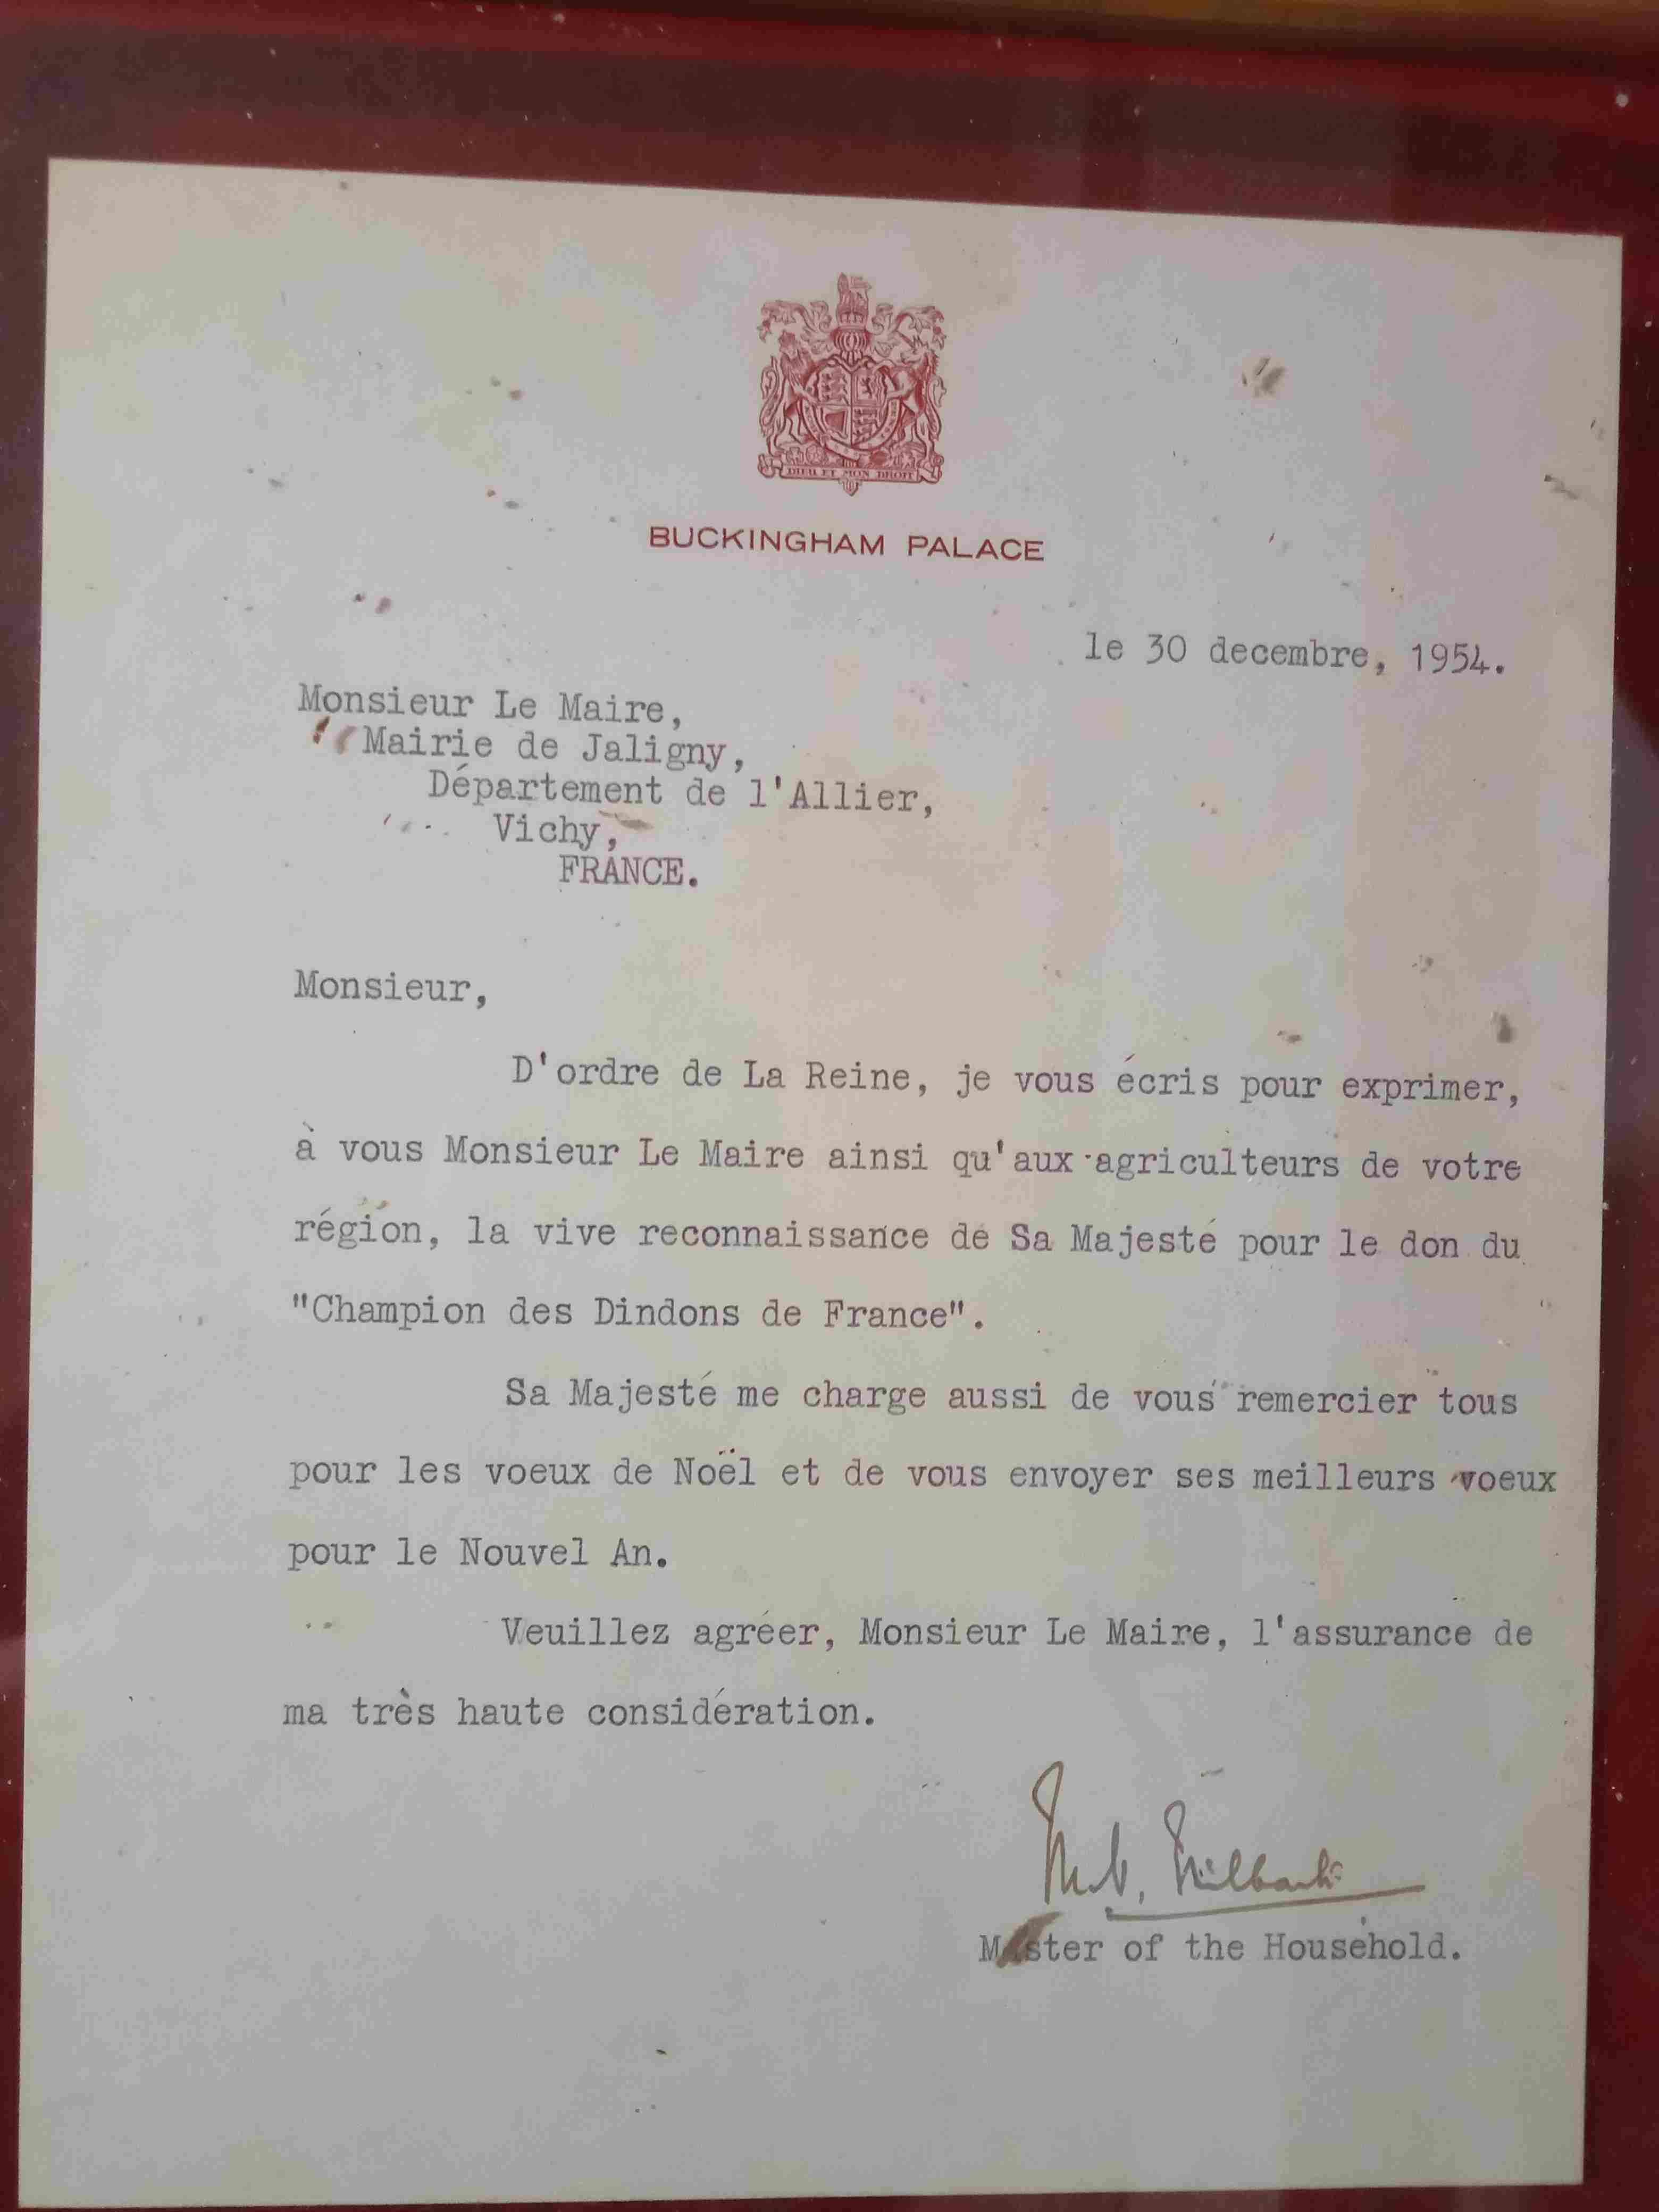 DIEU ET MON DROIT
BUCKINGHAM PALACE
le 30 decembre, 1954.
Monsieur Le Maire,
Mairie de Jaligny,
Département de l'Allier,
Vichy,
FRANCE.
Monsieur,
D'ordre de La Reine, je vous écris pour exprimer,
à vous Monsieur Le Maire ainsi qu'aux agriculteurs de votre
région, la vive reconnaissance de Sa Majesté pour le don du
"Champion des Dindons de France".
Sa Majesté me charge aussi de vous remercier tous
pour les voeux de Noël et de vous envoyer ses meilleurs voeux
pour le Nouvel An.
Veuillez agréer, Monsieur Le Maire, l'assurance de
ma très haute considération.
Master of the Household.